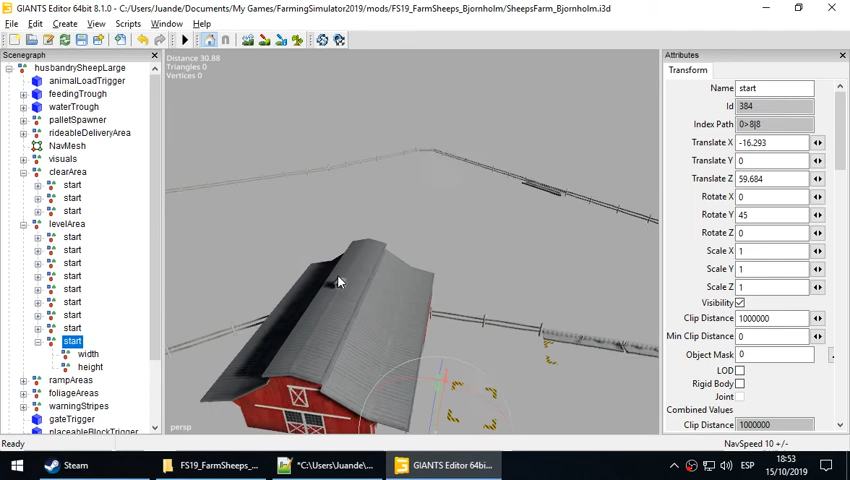 GIANTS Editor 64bit 8.1.0 - C:/Users/Juande/Documents/My Games/FarmingSimulator2019/mods/FS19_FarmSheeps_Bjornholm/SheepsFarm_Bjornholm.i3d
File Edit Create View Scripts Window Help
Scenegraph
husbandrySheepLarge
animalLoadTrigger
feedingTrough
waterTrough
palletSpawner
rideableDeliveryArea
NavMesh
visuals
clearArea
start
start
start
levelArea
start
start
start
start
start
start
start
start
start
width
height
rampAreas
foliageAreas
warningStripes
gateTrigger
placeableBlockTrigger
Distance 30.88
Triangles 0
Vertices 0
persp
Attributes
Transform
Name start
Id 384
Index Path 0>8|8
Translate X -16.293
Translate Y 0
Translate Z 59.684
Rotate X 0
Rotate Y 45
Rotate Z 0
Scale X 1
Scale Y 1
Scale Z 1
Visibility
Clip Distance 1000000
Min Clip Distance 0
Object Mask 0
LOD
Rigid Body
Joint
Combined Values
Clip Distance 1000000
Ready
NavSpeed 10 +/-
Steam
FS19_FarmSheeps_...
*C:\Users\Juande\...
GIANTS Editor 64bi...
ESP
18:53
15/10/2019